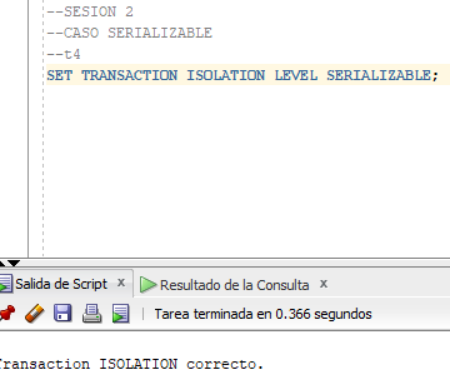 --SESION 2
--CASO SERIALIZABLE
--t4
SET TRANSACTION ISOLATION LEVEL SERIALIZABLE;
Salida de Script x Resultado de la Consulta x
Tarea terminada en 0.366 segundos
Transaction ISOLATION correcto.